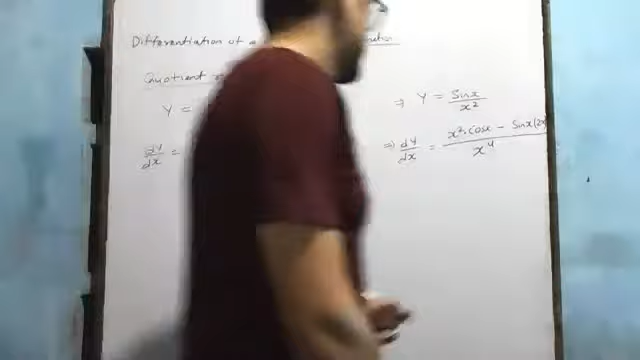 Differentiation of a
Quotient
Y =
dy/dx =
⇒ Y = Sinx/x²
⇒ dy/dx = x².cosx − Sinx(2x)/x⁴